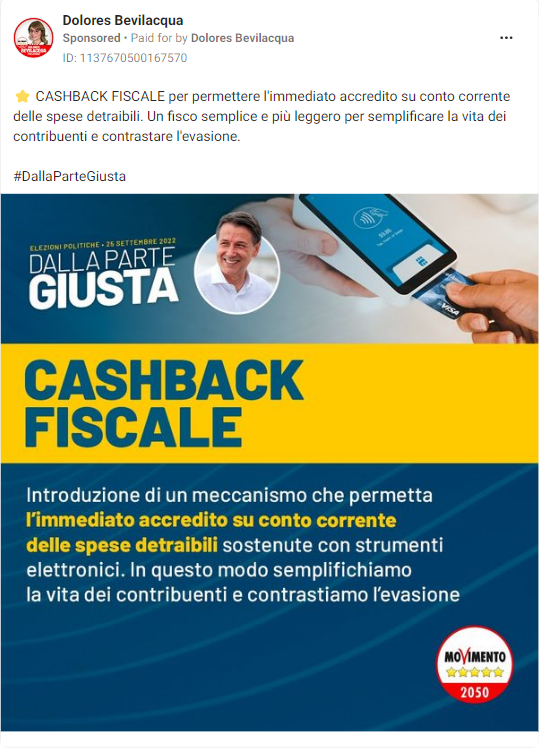 Dolores Bevilacqua
Sponsored • Paid for by Dolores Bevilacqua
ID: 1137670500167570
⭐ CASHBACK FISCALE per permettere l'immediato accredito su conto corrente
delle spese detraibili. Un fisco semplice e più leggero per semplificare la vita dei
contribuenti e contrastare l'evasione.
#DallaParteGiusta
ELEZIONI POLITICHE • 25 SETTEMBRE 2022
DALLA PARTE
GIUSTA
VISA
CASHBACK
FISCALE
Introduzione di un meccanismo che permetta
l’immediato accredito su conto corrente
delle spese detraibili sostenute con strumenti
elettronici. In questo modo semplifichiamo
la vita dei contribuenti e contrastiamo l’evasione
MOVIMENTO
2050